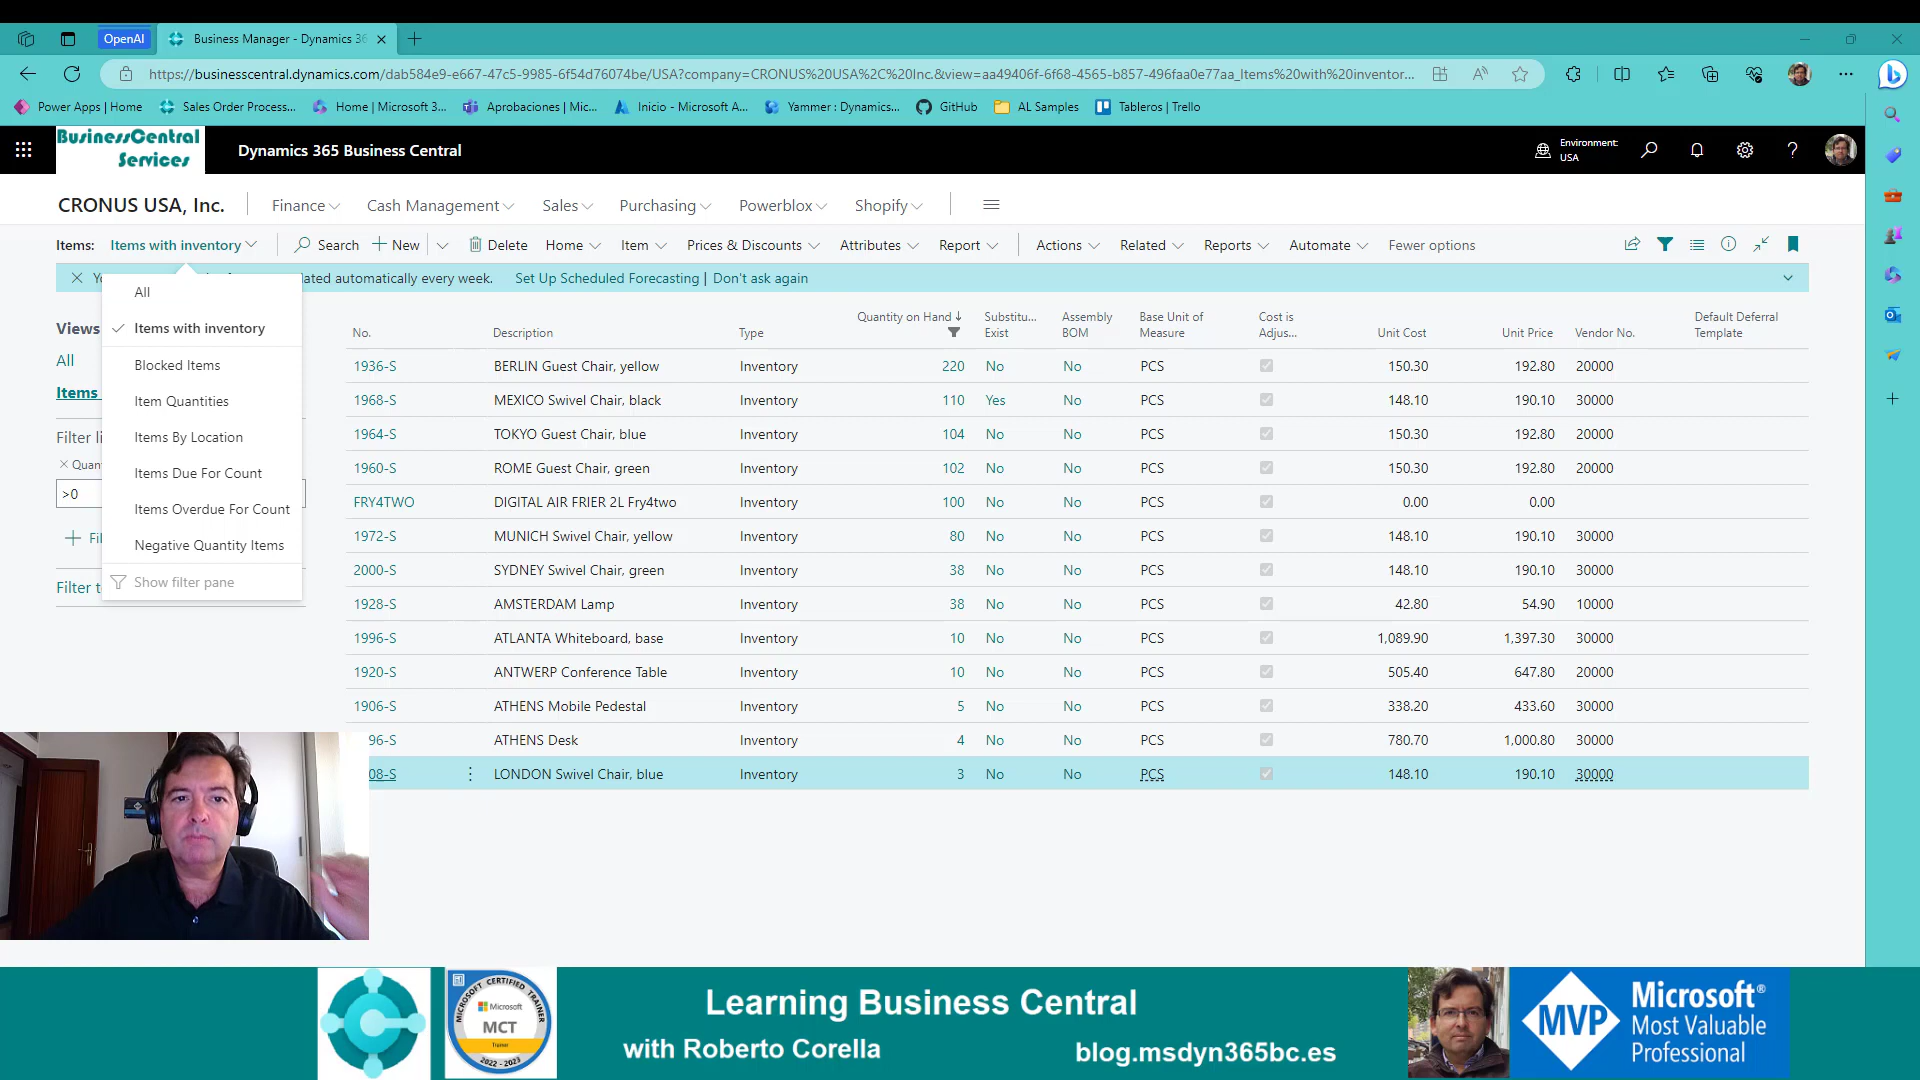 OpenAI
Business Manager - Dynamics 36
https://businesscentral.dynamics.com/dab584e9-e667-47c5-9985-6f54d76074be/USA?company=CRONUS%20USA%2C%20Inc.&view=aa49406f-6f68-4565-b857-496faa0e77aa_Items%20with%20inventor...
Power Apps | Home
Sales Order Process...
Home | Microsoft 3...
Aprobaciones | Mic...
Inicio - Microsoft A...
Yammer : Dynamics...
GitHub
AL Samples
Tableros | Trello
BusinessCentral
Services
Dynamics 365 Business Central
Environment:
USA
CRONUS USA, Inc.
Finance
Cash Management
Sales
Purchasing
Powerblox
Shopify
Items: Items with inventory
Search
New
Delete
Home
Item
Prices & Discounts
Attributes
Report
Actions
Related
Reports
Automate
Fewer options
dated automatically every week. Set Up Scheduled Forecasting | Don't ask again
All
Items with inventory
Blocked Items
Item Quantities
Items By Location
Items Due For Count
Items Overdue For Count
Negative Quantity Items
Show filter pane
Views
All
Items
Filter li
Quan
>0
Fil
Filter t
No. Description Type Quantity on Hand Substitu... Exist Assembly BOM Base Unit of Measure Cost is Adjus... Unit Cost Unit Price Vendor No. Default Deferral Template
1936-S BERLIN Guest Chair, yellow Inventory 220 No No PCS 150.30 192.80 20000
1968-S MEXICO Swivel Chair, black Inventory 110 Yes No PCS 148.10 190.10 30000
1964-S TOKYO Guest Chair, blue Inventory 104 No No PCS 150.30 192.80 20000
1960-S ROME Guest Chair, green Inventory 102 No No PCS 150.30 192.80 20000
FRY4TWO DIGITAL AIR FRIER 2L Fry4two Inventory 100 No No PCS 0.00 0.00
1972-S MUNICH Swivel Chair, yellow Inventory 80 No No PCS 148.10 190.10 30000
2000-S SYDNEY Swivel Chair, green Inventory 38 No No PCS 148.10 190.10 30000
1928-S AMSTERDAM Lamp Inventory 38 No No PCS 42.80 54.90 10000
1996-S ATLANTA Whiteboard, base Inventory 10 No No PCS 1,089.90 1,397.30 30000
1920-S ANTWERP Conference Table Inventory 10 No No PCS 505.40 647.80 20000
1906-S ATHENS Mobile Pedestal Inventory 5 No No PCS 338.20 433.60 30000
96-S ATHENS Desk Inventory 4 No No PCS 780.70 1,000.80 30000
08-S LONDON Swivel Chair, blue Inventory 3 No No PCS 148.10 190.10 30000
MICROSOFT CERTIFIED TRAINER
Microsoft
MCT
Trainer
2022 - 2023
Learning Business Central
with Roberto Corella
blog.msdyn365bc.es
MVP
Microsoft®
Most Valuable
Professional